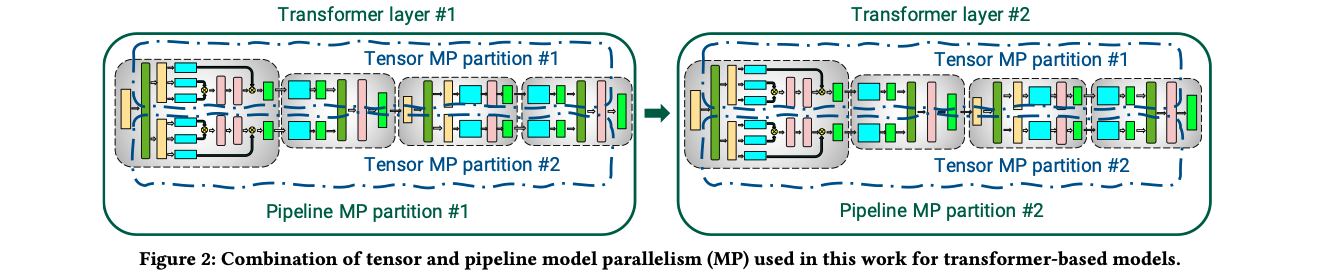 Transformer layer #1
Transformer layer #2
Tensor MP partition #1
Tensor MP partition #1
Tensor MP partition #2
Tensor MP partition #2
Pipeline MP partition #1
Pipeline MP partition #2
Figure 2: Combination of tensor and pipeline model parallelism (MP) used in this work for transformer-based models.